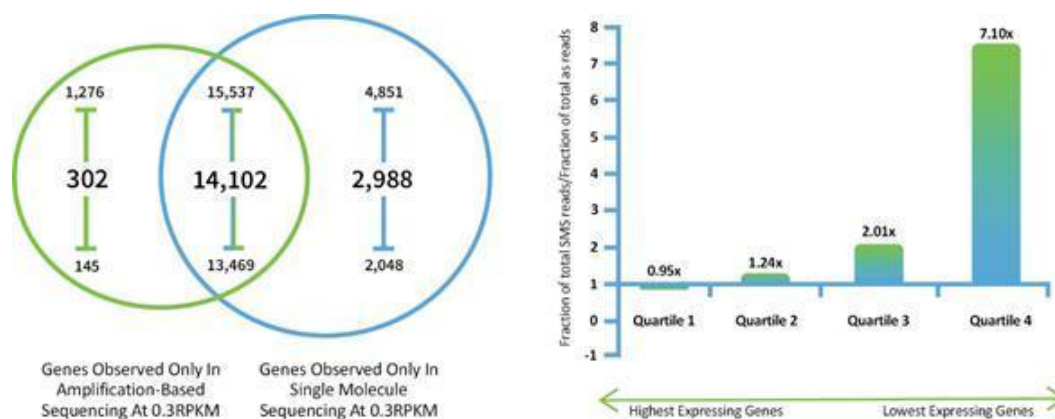 1,276
15,537
4,851
302
14,102
2,988
145
13,469
2,048
Genes Observed Only In
Amplification-Based
Sequencing At 0.3RPKM
Genes Observed Only In
Single Molecule
Sequencing At 0.3RPKM
Fraction of total SMS reads/Fraction of total as reads
8
7
6
5
4
3
2
1
0
-1
0.95x
1.24x
2.01x
7.10x
Quartile 1
Quartile 2
Quartile 3
Quartile 4
Highest Expressing Genes
Lowest Expressing Genes